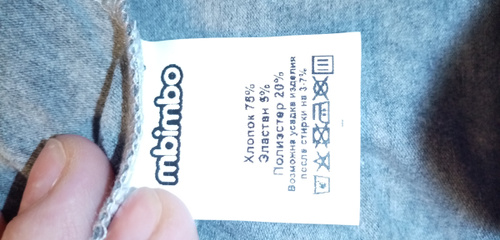 mbimbo
Хлопок 75%
Эластан 5%
Полиэстер 20%
Возможна усадка изделия
после стирки на 3-7%